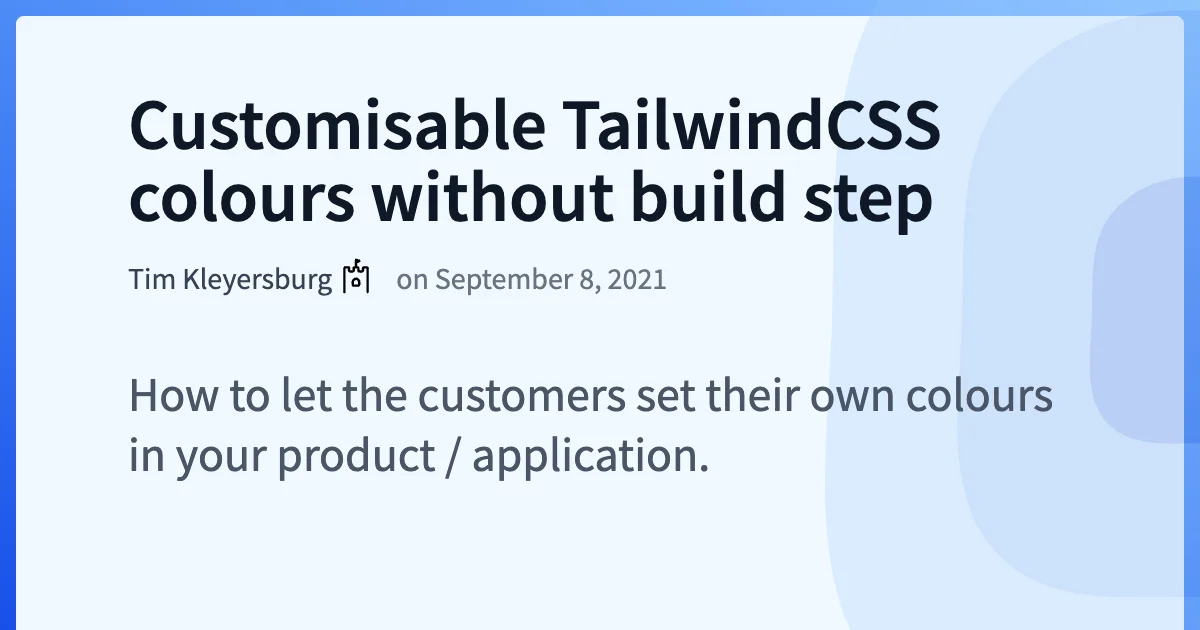 Customisable TailwindCSS
colours without build step
Tim Kleyersburg on September 8, 2021
How to let the customers set their own colours
in your product / application.